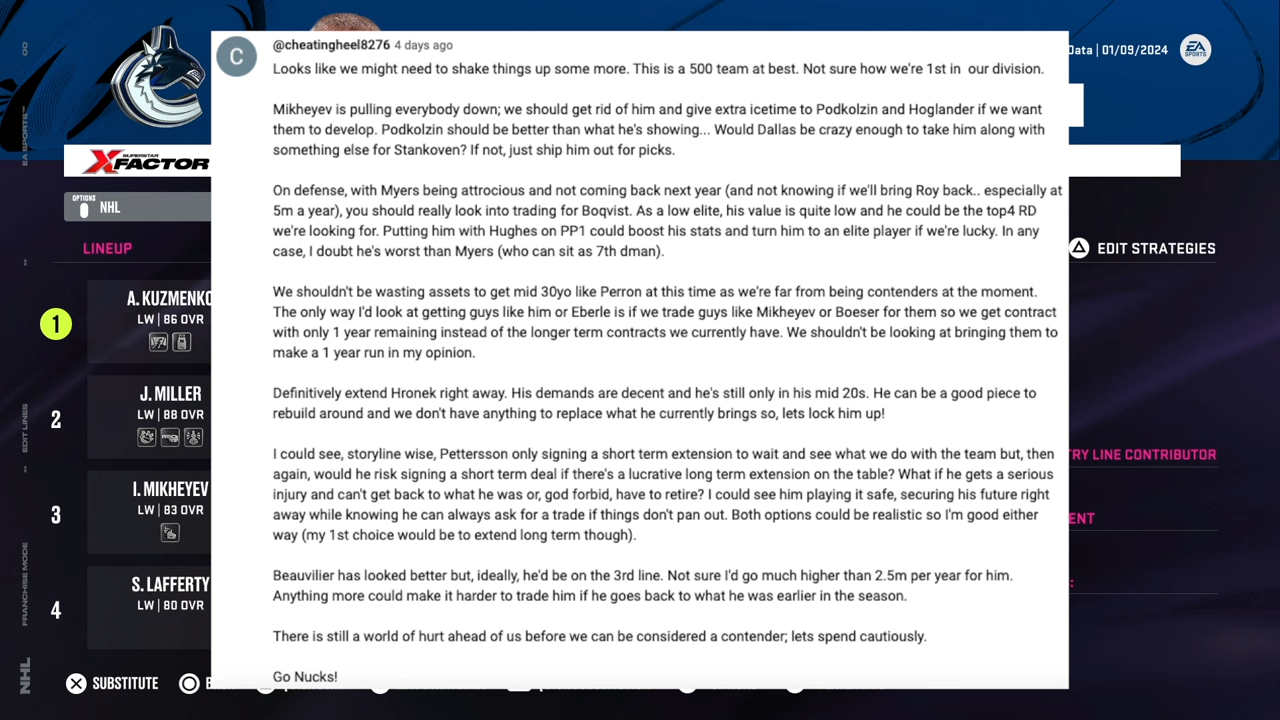 @cheatingheel8276 4 days ago
C
Looks like we might need to shake things up some more. This is a 500 team at best. Not sure how we're 1st in our division.
Mikheyev is pulling everybody down; we should get rid of him and give extra icetime to Podkolzin and Hoglander if we want
them to develop. Podkolzin should be better than what he's showing... Would Dallas be crazy enough to take him along with
something else for Stankoven? If not, just ship him out for picks.
On defense, with Myers being attrocious and not coming back next year (and not knowing if we'll bring Roy back.. especially at
5m a year), you should really look into trading for Boqvist. As a low elite, his value is quite low and he could be the top4 RD
we're looking for. Putting him with Hughes on PP1 could boost his stats and turn him to an elite player if we're lucky. In any
case, I doubt he's worst than Myers (who can sit as 7th dman).
We shouldn't be wasting assets to get mid 30yo like Perron at this time as we're far from being contenders at the moment.
The only way I'd look at getting guys like him or Eberle is if we trade guys like Mikheyev or Boeser for them so we get contract
with only 1 year remaining instead of the longer term contracts we currently have. We shouldn't be looking at bringing them to
make a 1 year run in my opinion.
Definitively extend Hronek right away. His demands are decent and he's still only in his mid 20s. He can be a good piece to
rebuild around and we don't have anything to replace what he currently brings so, lets lock him up!
I could see, storyline wise, Pettersson only signing a short term extension to wait and see what we do with the team but, then
again, would he risk signing a short term deal if there's a lucrative long term extension on the table? What if he gets a serious
injury and can't get back to what he was or, god forbid, have to retire? I could see him playing it safe, securing his future right
away while knowing he can always ask for a trade if things don't pan out. Both options could be realistic so I'm good either
way (my 1st choice would be to extend long term though).
Beauvilier has looked better but, ideally, he'd be on the 3rd line. Not sure I'd go much higher than 2.5m per year for him.
Anything more could make it harder to trade him if he goes back to what he was earlier in the season.
There is still a world of hurt ahead of us before we can be considered a contender; lets spend cautiously.
Go Nucks!
Data | 01/09/2024
EA SPORTS
SUPERSTAR
X FACTOR
OPTIONS
NHL
LINEUP
EDIT STRATEGIES
1
A. KUZMENKO
LW | 86 OVR
2
J. MILLER
LW | 88 OVR
3
I. MIKHEYEV
LW | 83 OVR
4
S. LAFFERTY
LW | 80 OVR
TRY LINE CONTRIBUTOR
ENT
SUBSTITUTE
EA SPORTS
EDIT LINES
FRANCHISE MODE
NHL